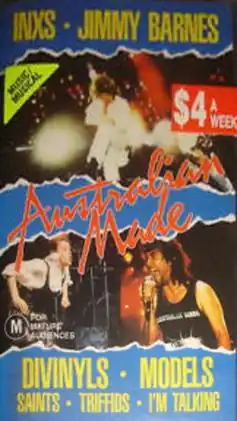 INXS · JIMMY BARNES
MUSIC/
MUSICAL
$4 A
WEEK
Australian
Made
M FOR
MATURE
AUDIENCES
DIVINYLS · MODELS
SAINTS · TRIFFIDS · I'M TALKING